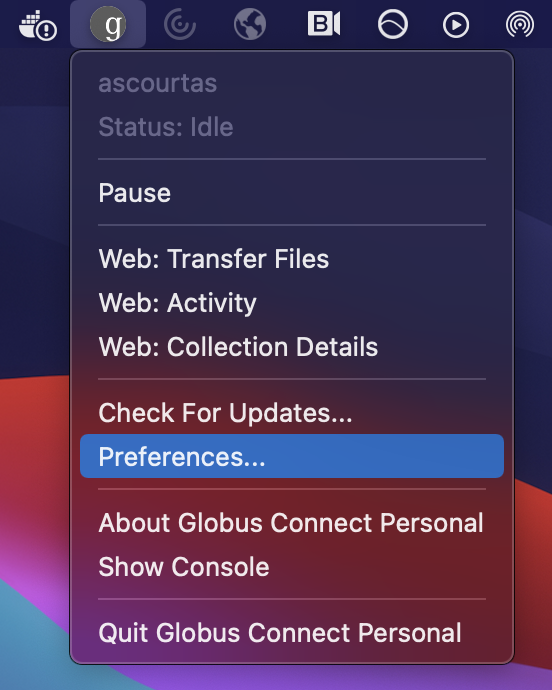 g
B
ascourtas
Status: Idle
Pause
Web: Transfer Files
Web: Activity
Web: Collection Details
Check For Updates...
Preferences...
About Globus Connect Personal
Show Console
Quit Globus Connect Personal